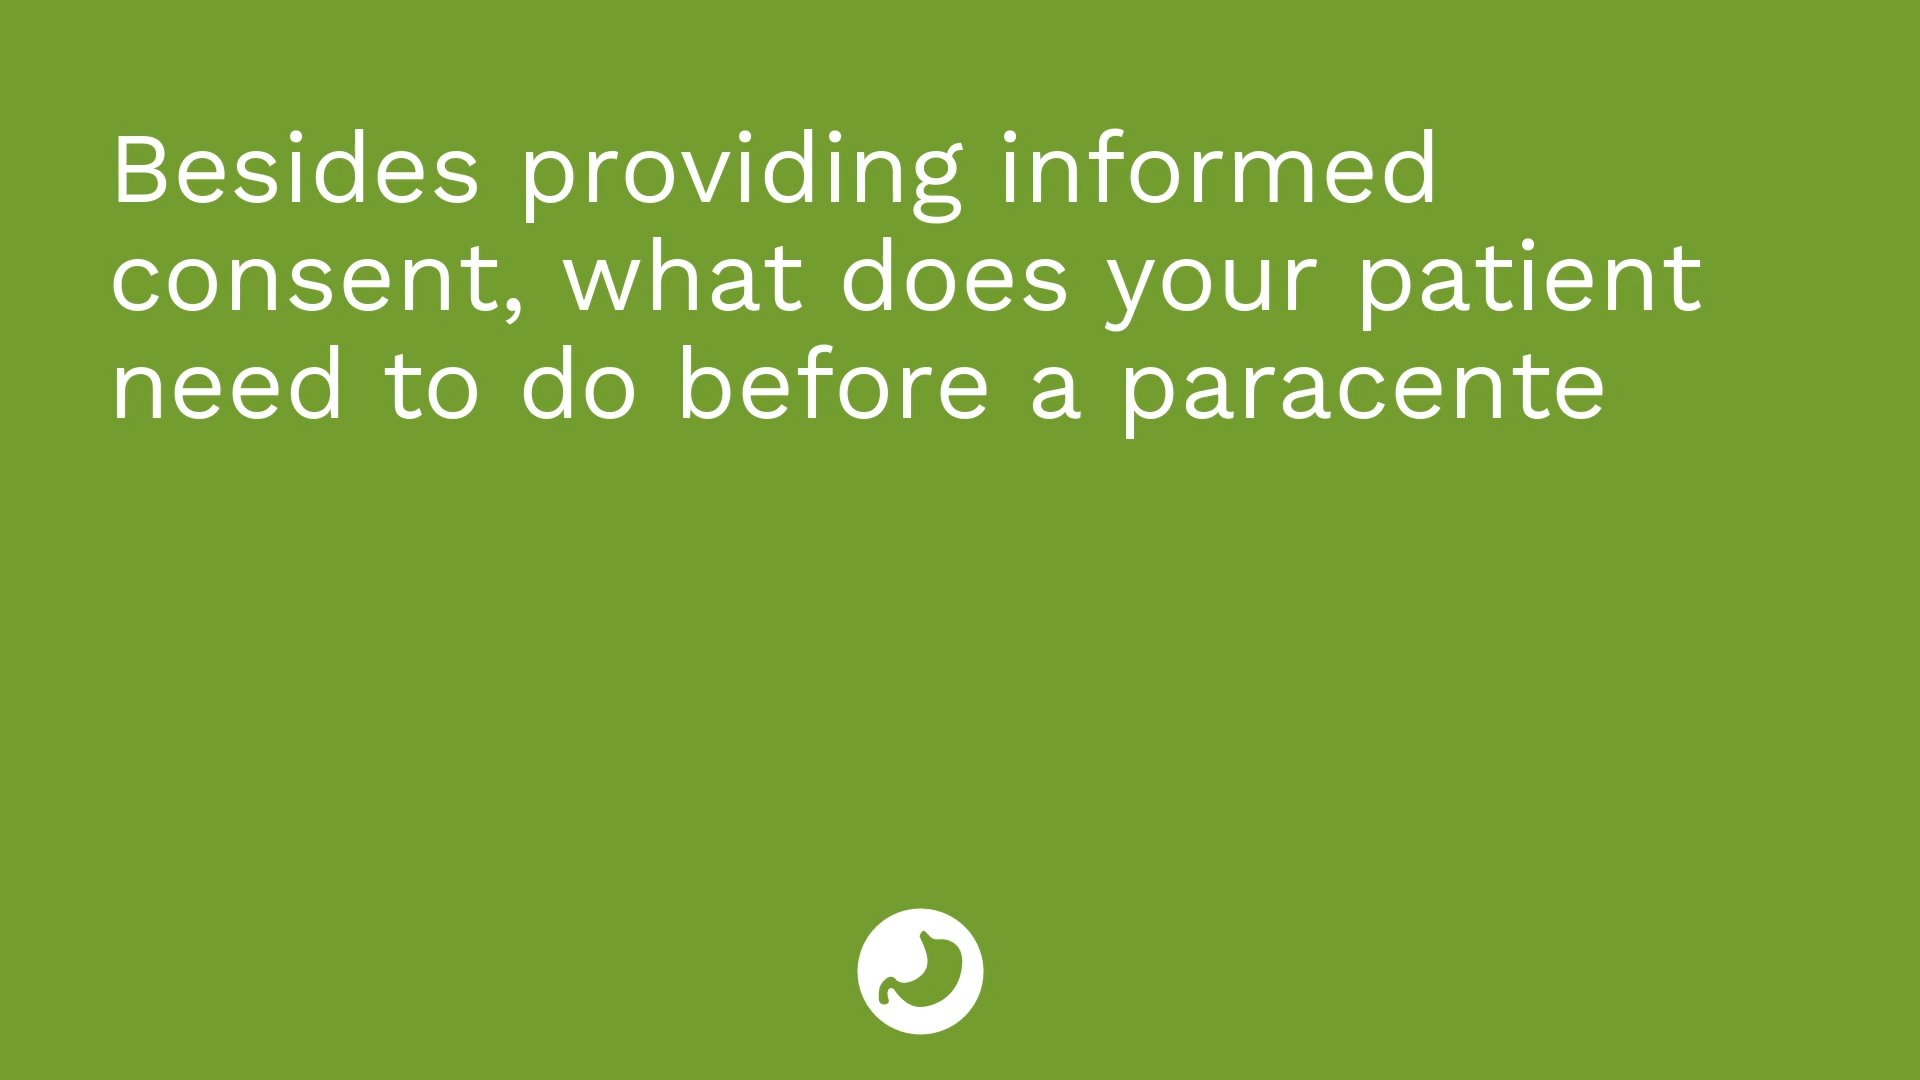 Besides providing informed
consent, what does your patient
need to do before a paracente